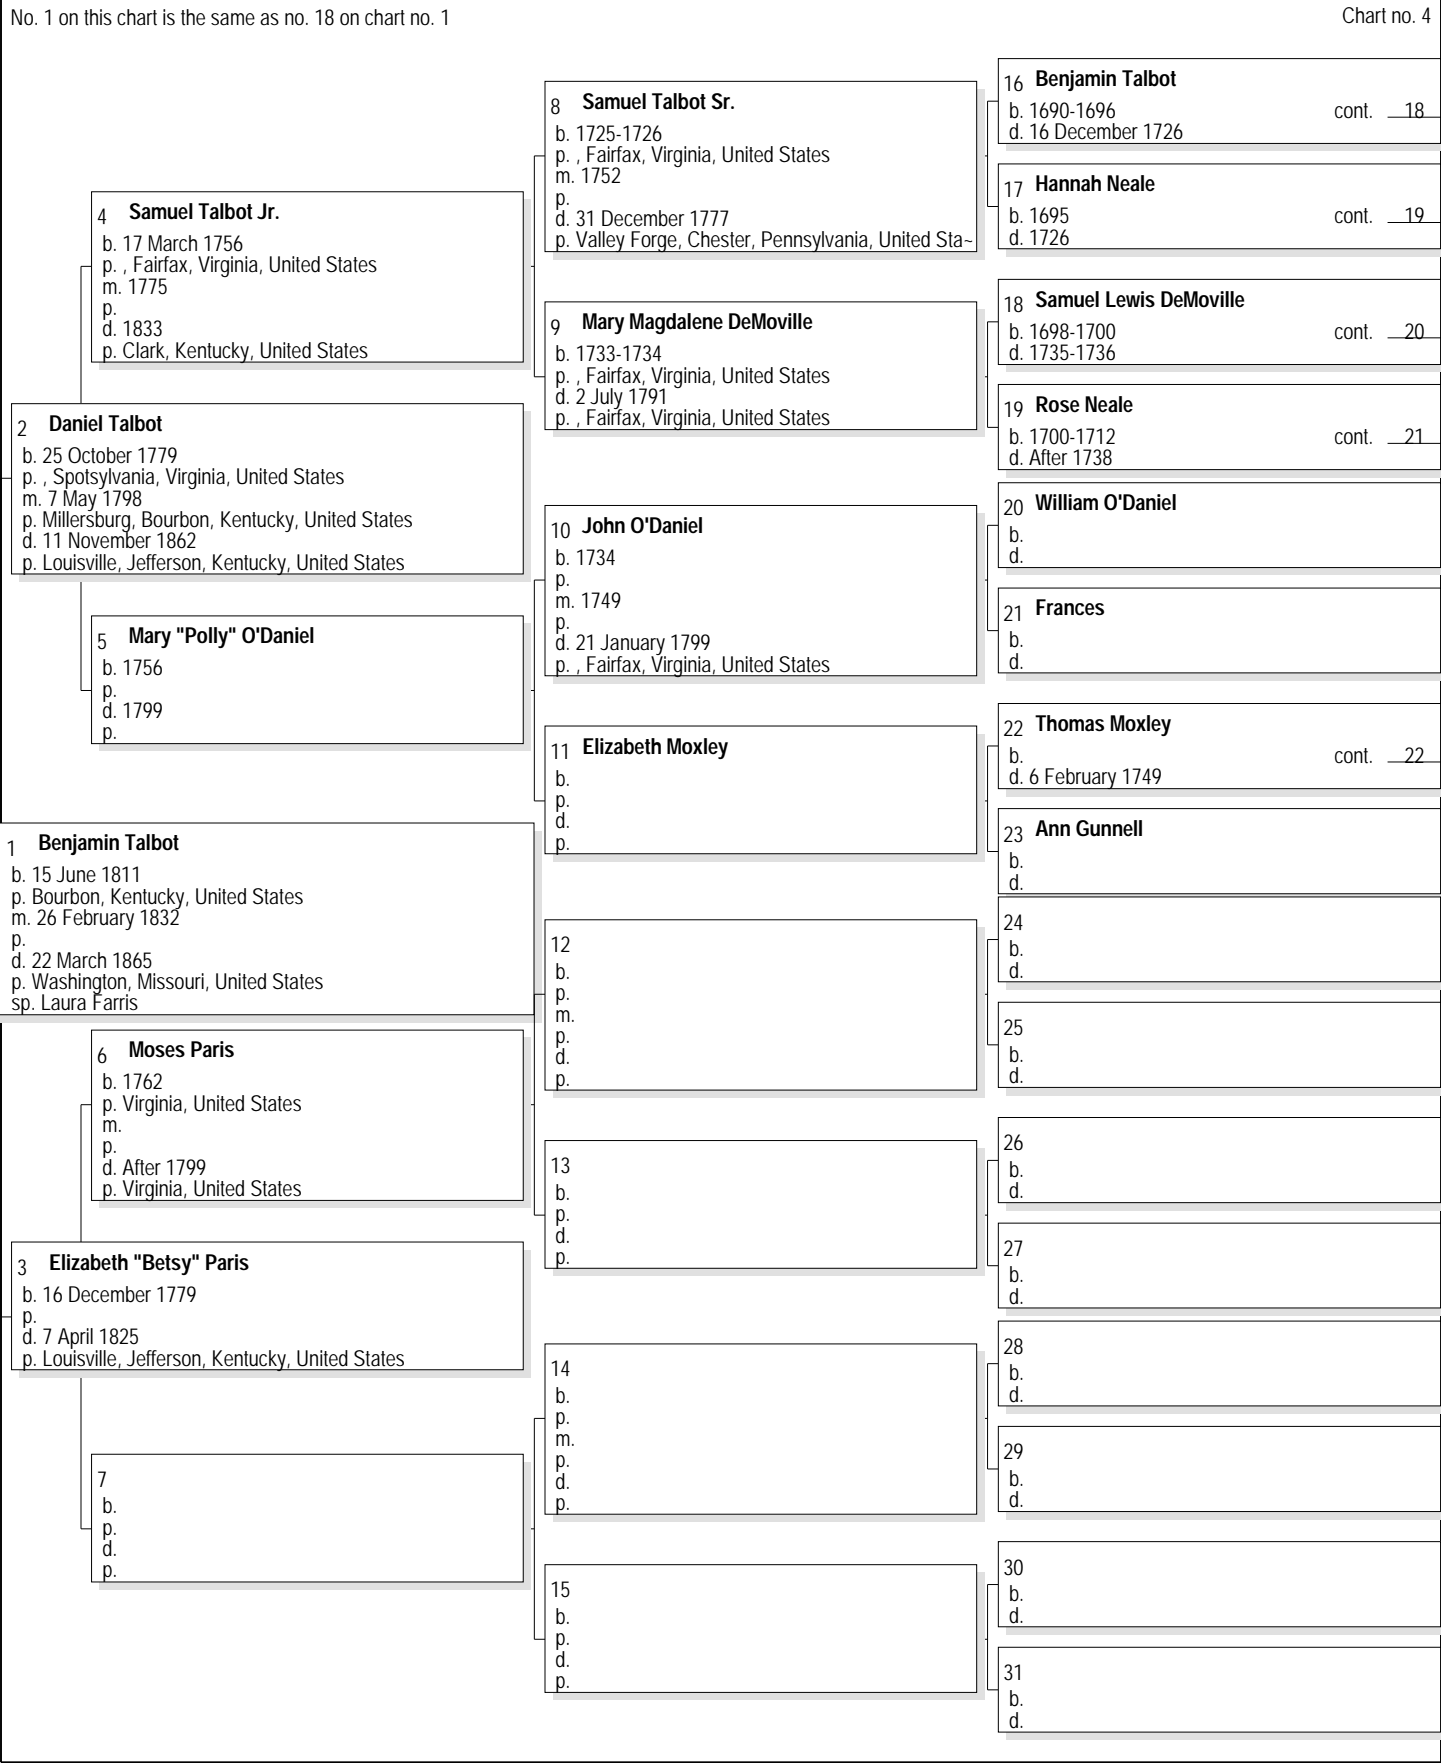 No. 1 on this chart is the same as no. 18 on chart no. 1
Chart no. 4
1 Benjamin Talbot
b. 15 June 1811
p. Bourbon, Kentucky, United States
m. 26 February 1832
p.
d. 22 March 1865
p. Washington, Missouri, United States
sp. Laura Farris
2 Daniel Talbot
b. 25 October 1779
p. , Spotsylvania, Virginia, United States
m. 7 May 1798
p. Millersburg, Bourbon, Kentucky, United States
d. 11 November 1862
p. Louisville, Jefferson, Kentucky, United States
3 Elizabeth "Betsy" Paris
b. 16 December 1779
p.
d. 7 April 1825
p. Louisville, Jefferson, Kentucky, United States
4 Samuel Talbot Jr.
b. 17 March 1756
p. , Fairfax, Virginia, United States
m. 1775
p.
d. 1833
p. Clark, Kentucky, United States
5 Mary "Polly" O'Daniel
b. 1756
p.
d. 1799
p.
6 Moses Paris
b. 1762
p. Virginia, United States
m.
p.
d. After 1799
p. Virginia, United States
7
b.
p.
d.
p.
8 Samuel Talbot Sr.
b. 1725-1726
p. , Fairfax, Virginia, United States
m. 1752
p.
d. 31 December 1777
p. Valley Forge, Chester, Pennsylvania, United Sta~
9 Mary Magdalene DeMoville
b. 1733-1734
p. , Fairfax, Virginia, United States
d. 2 July 1791
p. , Fairfax, Virginia, United States
10 John O'Daniel
b. 1734
p.
m. 1749
p.
d. 21 January 1799
p. , Fairfax, Virginia, United States
11 Elizabeth Moxley
b.
p.
d.
p.
12
b.
p.
m.
p.
d.
p.
13
b.
p.
d.
p.
14
b.
p.
m.
p.
d.
p.
15
b.
p.
d.
p.
16 Benjamin Talbot
b. 1690-1696 cont. 18
d. 16 December 1726
17 Hannah Neale
b. 1695 cont. 19
d. 1726
18 Samuel Lewis DeMoville
b. 1698-1700 cont. 20
d. 1735-1736
19 Rose Neale
b. 1700-1712 cont. 21
d. After 1738
20 William O'Daniel
b.
d.
21 Frances
b.
d.
22 Thomas Moxley
b. cont. 22
d. 6 February 1749
23 Ann Gunnell
b.
d.
24
b.
d.
25
b.
d.
26
b.
d.
27
b.
d.
28
b.
d.
29
b.
d.
30
b.
d.
31
b.
d.